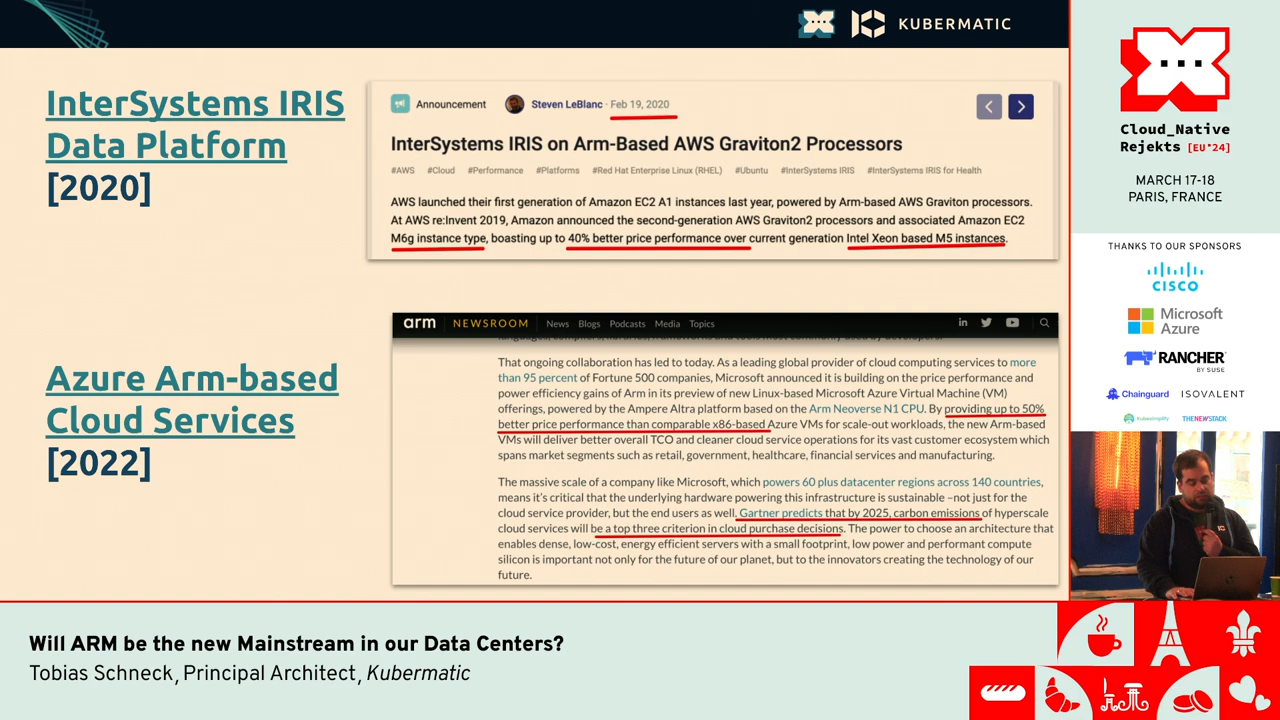 KUBERMATIC
InterSystems IRIS
Data Platform
[2020]
Announcement
Steven LeBlanc · Feb 19, 2020
InterSystems IRIS on Arm-Based AWS Graviton2 Processors
#AWS #Cloud #Performance #Platforms #Red Hat Enterprise Linux (RHEL) #Ubuntu #InterSystems IRIS #InterSystems IRIS for Health
AWS launched their first generation of Amazon EC2 A1 instances last year, powered by Arm-based AWS Graviton processors.
At AWS re:Invent 2019, Amazon announced the second-generation AWS Graviton2 processors and associated Amazon EC2
M6g instance type, boasting up to 40% better price performance over current generation Intel Xeon based M5 instances.
Azure Arm-based
Cloud Services
[2022]
arm NEWSROOM News Blogs Podcasts Media Topics
That ongoing collaboration has led to today. As a leading global provider of cloud computing services to more
than 95 percent of Fortune 500 companies, Microsoft announced it is building on the price performance and
power efficiency gains of Arm in its preview of new Linux-based Microsoft Azure Virtual Machine (VM)
offerings, powered by the Ampere Altra platform based on the Arm Neoverse N1 CPU. By providing up to 50%
better price performance than comparable x86-based Azure VMs for scale-out workloads, the new Arm-based
VMs will deliver better overall TCO and cleaner cloud service operations for its vast customer ecosystem which
spans market segments such as retail, government, healthcare, financial services and manufacturing.
The massive scale of a company like Microsoft, which powers 60 plus datacenter regions across 140 countries,
means it's critical that the underlying hardware powering this infrastructure is sustainable –not just for the
cloud service provider, but the end users as well. Gartner predicts that by 2025, carbon emissions of hyperscale
cloud services will be a top three criterion in cloud purchase decisions. The power to choose an architecture that
enables dense, low-cost, energy efficient servers with a small footprint, low power and performant compute
silicon is important not only for the future of our planet, but to the innovators creating the technology of our
future.
Cloud_Native
Rejekts [EU'24]
MARCH 17-18
PARIS, FRANCE
THANKS TO OUR SPONSORS
CISCO
Microsoft
Azure
RANCHER
BY SUSE
Chainguard ISOVALENT
Kubesimplify THENEWSTACK
Will ARM be the new Mainstream in our Data Centers?
Tobias Schneck, Principal Architect, Kubermatic